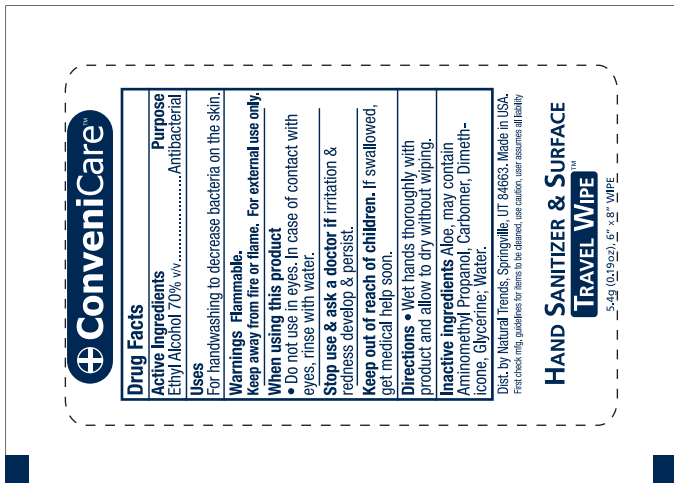 ConveniCare™
Drug Facts
Active Ingredients Purpose
Ethyl Alcohol 70% v/v........................Antibacterial
Uses
For handwashing to decrease bacteria on the skin.
Warnings Flammable.
Keep away from fire or flame. For external use only.
When using this product
• Do not use in eyes. In case of contact with
eyes, rinse with water.
Stop use & ask a doctor if irritation &
redness develop & persist.
Keep out of reach of children. If swallowed,
get medical help soon.
Directions • Wet hands thoroughly with
product and allow to dry without wiping.
Inactive ingredients Aloe, may contain
Aminomethyl Propanol, Carbomer, Dimeth-
icone, Glycerine; Water.
Dist. by Natural Trends, Springville, UT 84663. Made in USA.
First check mfg. guidelines for items to be cleaned, use caution, user assumes all liability
HAND SANITIZER & SURFACE
TRAVEL WIPE™
5.4g (0.19oz), 6" x 8" WIPE